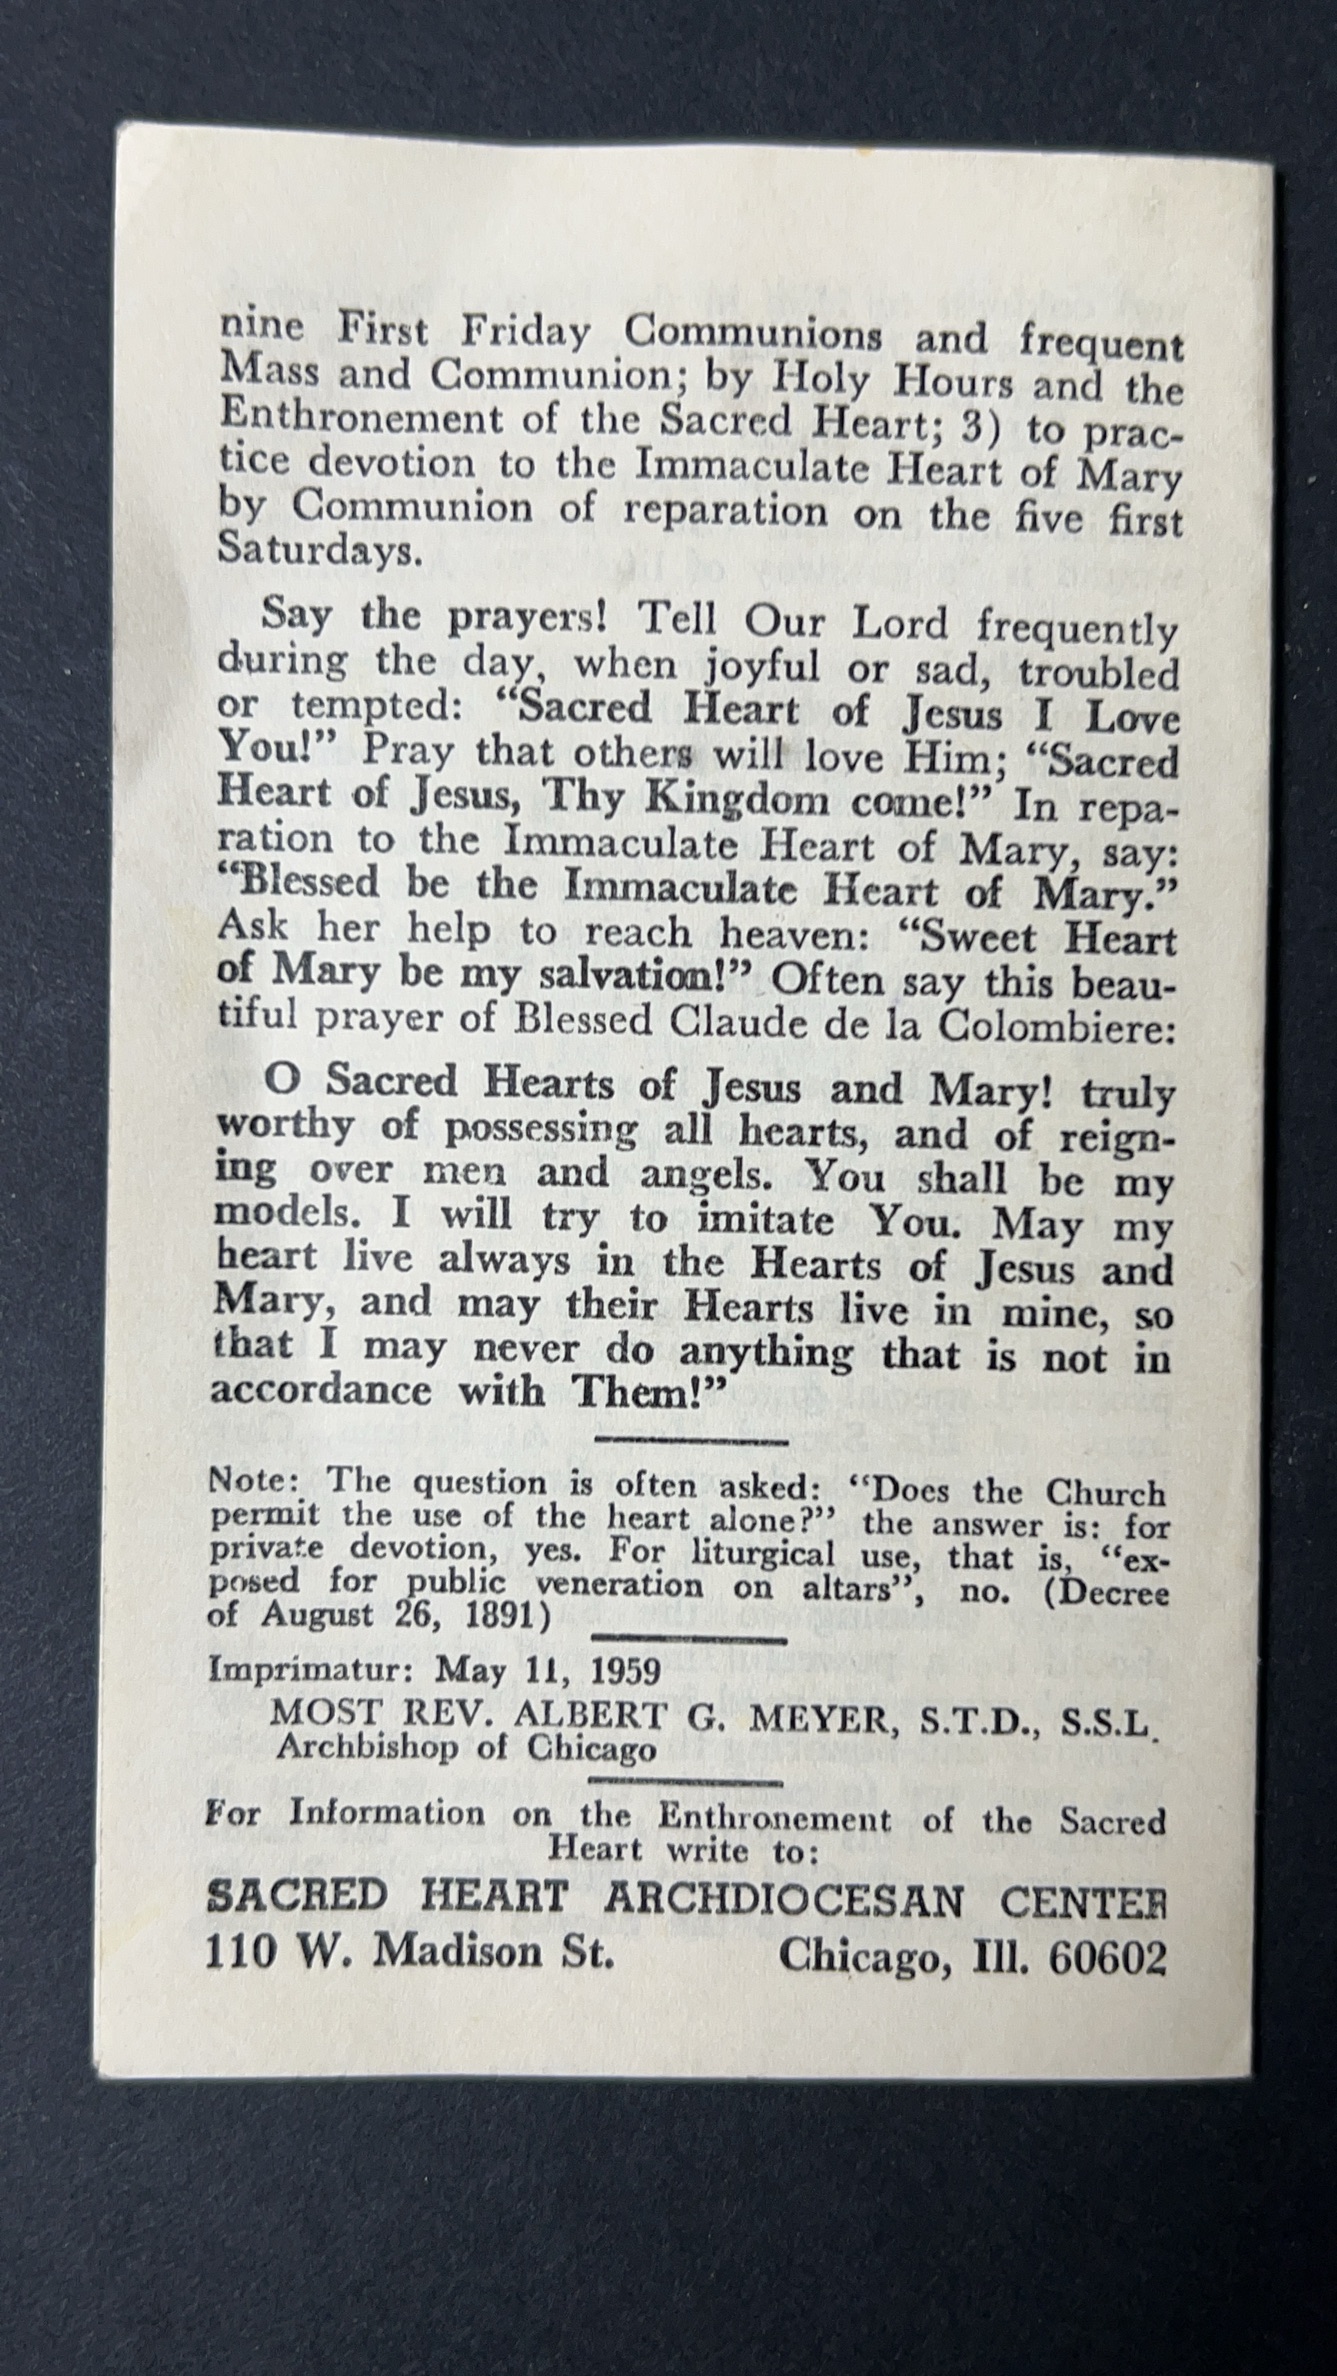 nine First Friday Communions and frequent
Mass and Communion; by Holy Hours and the
Enthronement of the Sacred Heart; 3) to prac-
tice devotion to the Immaculate Heart of Mary
by Communion of reparation on the five first
Saturdays.
Say the prayers! Tell Our Lord frequently
during the day, when joyful or sad, troubled
or tempted: “Sacred Heart of Jesus I Love
You!” Pray that others will love Him; “Sacred
Heart of Jesus, Thy Kingdom come!” In repa-
ration to the Immaculate Heart of Mary, say:
“Blessed be the Immaculate Heart of Mary.”
Ask her help to reach heaven: “Sweet Heart
of Mary be my salvation!” Often say this beau-
tiful prayer of Blessed Claude de la Colombiere:
O Sacred Hearts of Jesus and Mary! truly
worthy of possessing all hearts, and of reign-
ing over men and angels. You shall be my
models. I will try to imitate You. May my
heart live always in the Hearts of Jesus and
Mary, and may their Hearts live in mine, so
that I may never do anything that is not in
accordance with Them!”
Note: The question is often asked: “Does the Church
permit the use of the heart alone?” the answer is: for
private devotion, yes. For liturgical use, that is, “ex-
posed for public veneration on altars”, no. (Decree
of August 26, 1891)
Imprimatur: May 11, 1959
MOST REV. ALBERT G. MEYER, S.T.D., S.S.L.
Archbishop of Chicago
For Information on the Enthronement of the Sacred
Heart write to:
SACRED HEART ARCHDIOCESAN CENTER
110 W. Madison St. Chicago, Ill. 60602